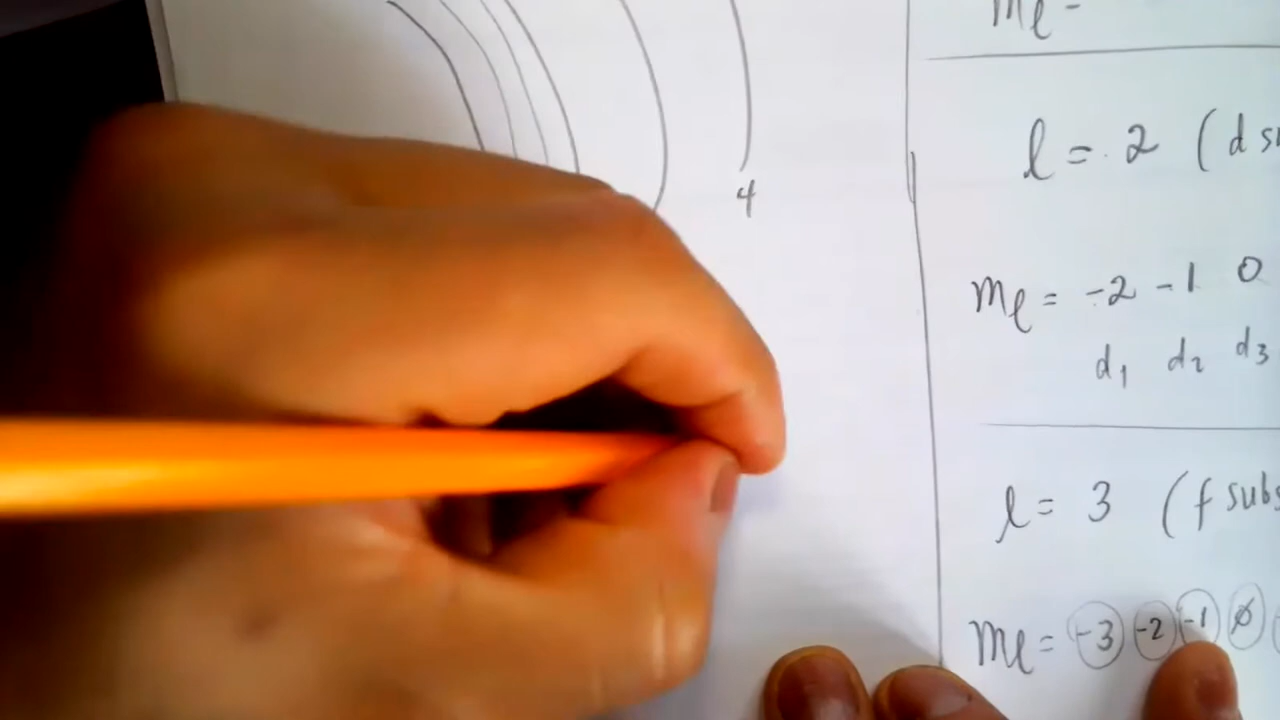 4
mℓ -
ℓ = 2 (d
mℓ = -2 -1 0
d₁ d₂ d₃
ℓ = 3 (f
mℓ = -3 -2 -1 0